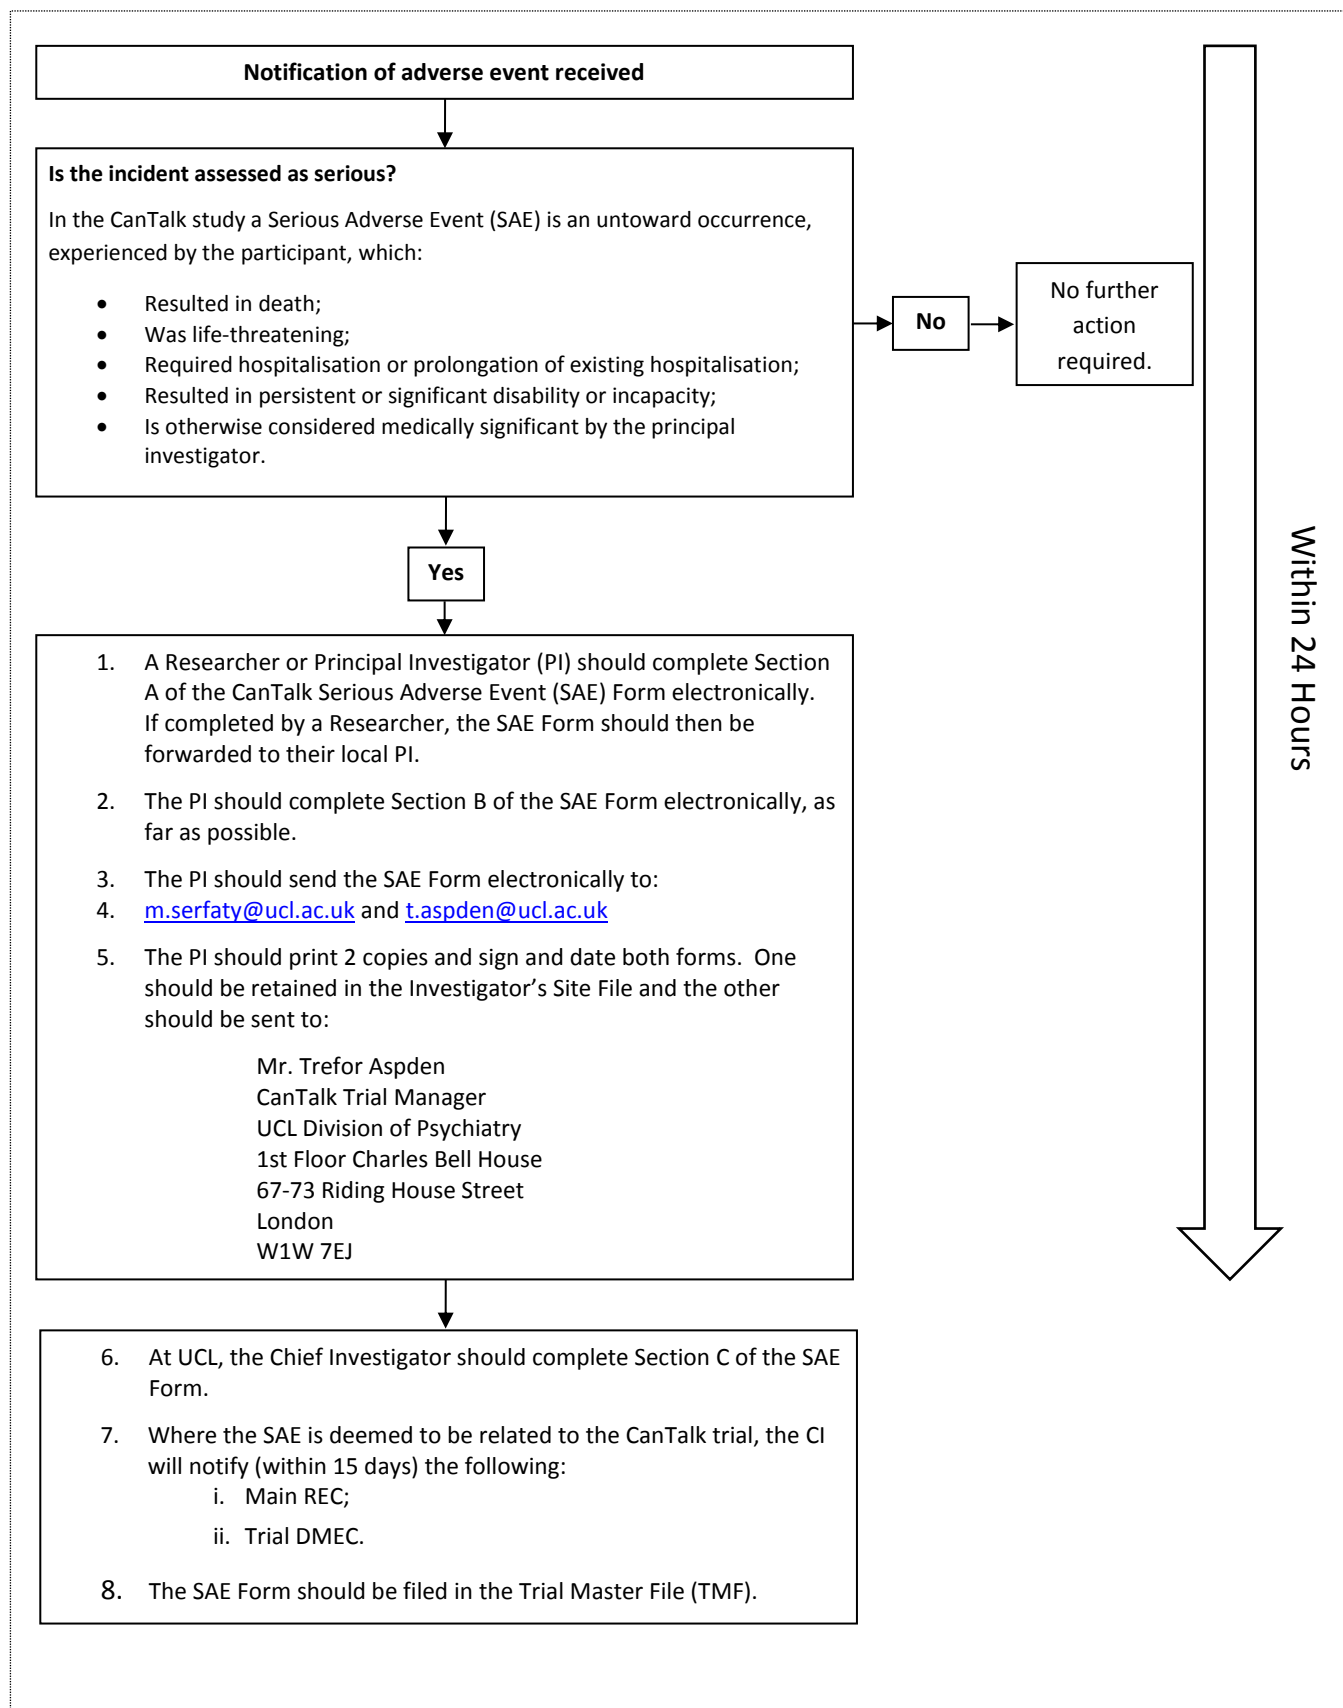 Notification of adverse event received
Is the incident assessed as serious?
In the CanTalk study a Serious Adverse Event (SAE) is an untoward occurrence,
experienced by the participant, which:
• Resulted in death;
• Was life-threatening;
• Required hospitalisation or prolongation of existing hospitalisation;
• Resulted in persistent or significant disability or incapacity;
• Is otherwise considered medically significant by the principal
investigator.
No
No further
action
required.
Yes
1. A Researcher or Principal Investigator (PI) should complete Section
A of the CanTalk Serious Adverse Event (SAE) Form electronically.
If completed by a Researcher, the SAE Form should then be
forwarded to their local PI.
2. The PI should complete Section B of the SAE Form electronically, as
far as possible.
3. The PI should send the SAE Form electronically to:
4. m.serfaty@ucl.ac.uk and t.aspden@ucl.ac.uk
5. The PI should print 2 copies and sign and date both forms.  One
should be retained in the Investigator’s Site File and the other
should be sent to:
Mr. Trefor Aspden
CanTalk Trial Manager
UCL Division of Psychiatry
1st Floor Charles Bell House
67-73 Riding House Street
London
W1W 7EJ
Within 24 Hours
6. At UCL, the Chief Investigator should complete Section C of the SAE
Form.
7. Where the SAE is deemed to be related to the CanTalk trial, the CI
will notify (within 15 days) the following:
i. Main REC;
ii. Trial DMEC.
8. The SAE Form should be filed in the Trial Master File (TMF).